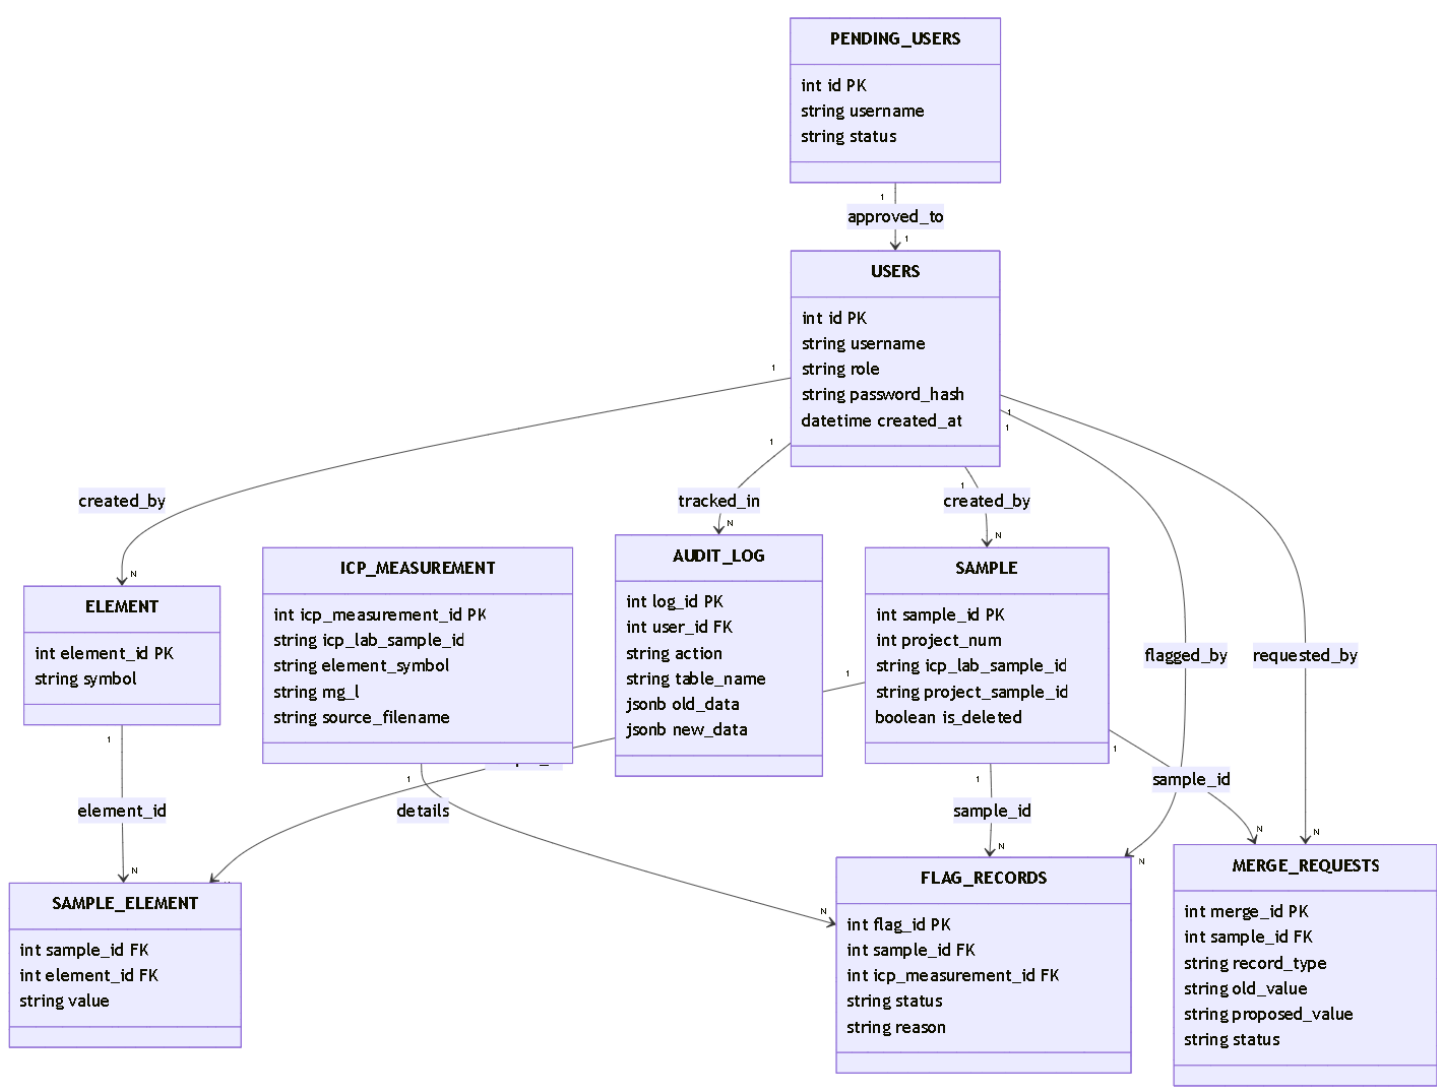 PENDING_USERS
int id PK
string username
string status
1
approved_to
1
USERS
int id PK
string username
string role
string password_hash
datetime created_at
1
1
1
1
1
created_by
tracked_in
created_by
flagged_by
requested_by
N
N
N
ELEMENT
int element_id PK
string symbol
ICP_MEASUREMENT
int icp_measurement_id PK
string icp_lab_sample_id
string element_symbol
string mg_l
string source_filename
AUDIT_LOG
int log_id PK
int user_id FK
string action
string table_name
jsonb old_data
jsonb new_data
SAMPLE
int sample_id PK
int project_num
string icp_lab_sample_id
string project_sample_id
boolean is_deleted
1
1
1
1
1
element_id
details
sample_id
sample_id
N
N
N
N
N
N
SAMPLE_ELEMENT
int sample_id FK
int element_id FK
string value
FLAG_RECORDS
int flag_id PK
int sample_id FK
int icp_measurement_id FK
string status
string reason
MERGE_REQUESTS
int merge_id PK
int sample_id FK
string record_type
string old_value
string proposed_value
string status